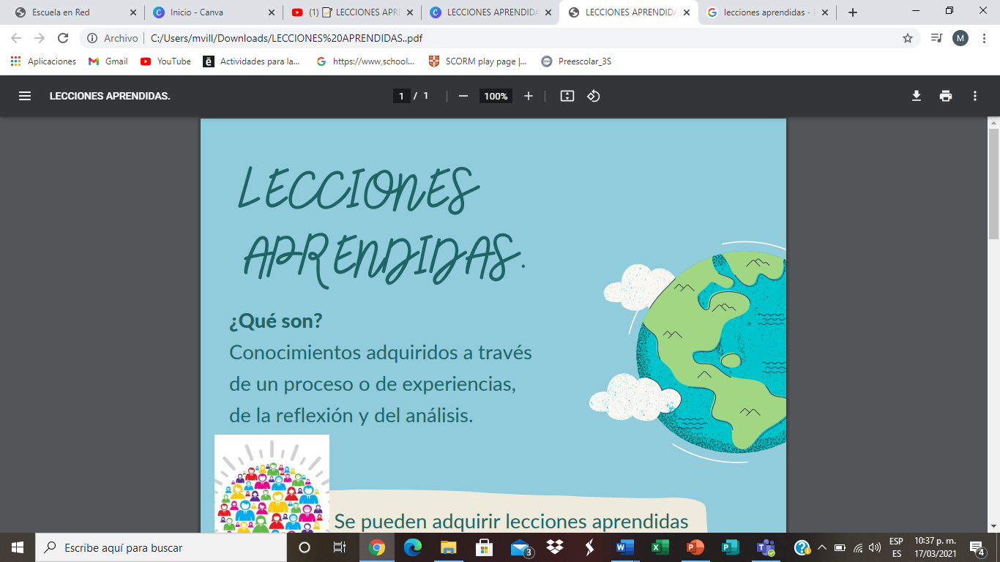 Escuela en Red
Inicio - Canva
(1) LECCIONES APRE
LECCIONES APRENDIDA
LECCIONES APRENDIDA
lecciones aprendidas -
Archivo
C:/Users/mvill/Downloads/LECCIONES%20APRENDIDAS..pdf
M
Aplicaciones
Gmail
YouTube
Actividades para la...
https://www,school...
SCORM play page |...
Preescolar_3S
LECCIONES APRENDIDAS.
1 / 1
100%
LECCIONES
APRENDIDAS.
¿Qué son?
Conocimientos adquiridos a través
de un proceso o de experiencias,
de la reflexión y del análisis.
Se pueden adquirir lecciones aprendidas
Escribe aquí para buscar
3
ESP
ES
10:37 p. m.
17/03/2021
4